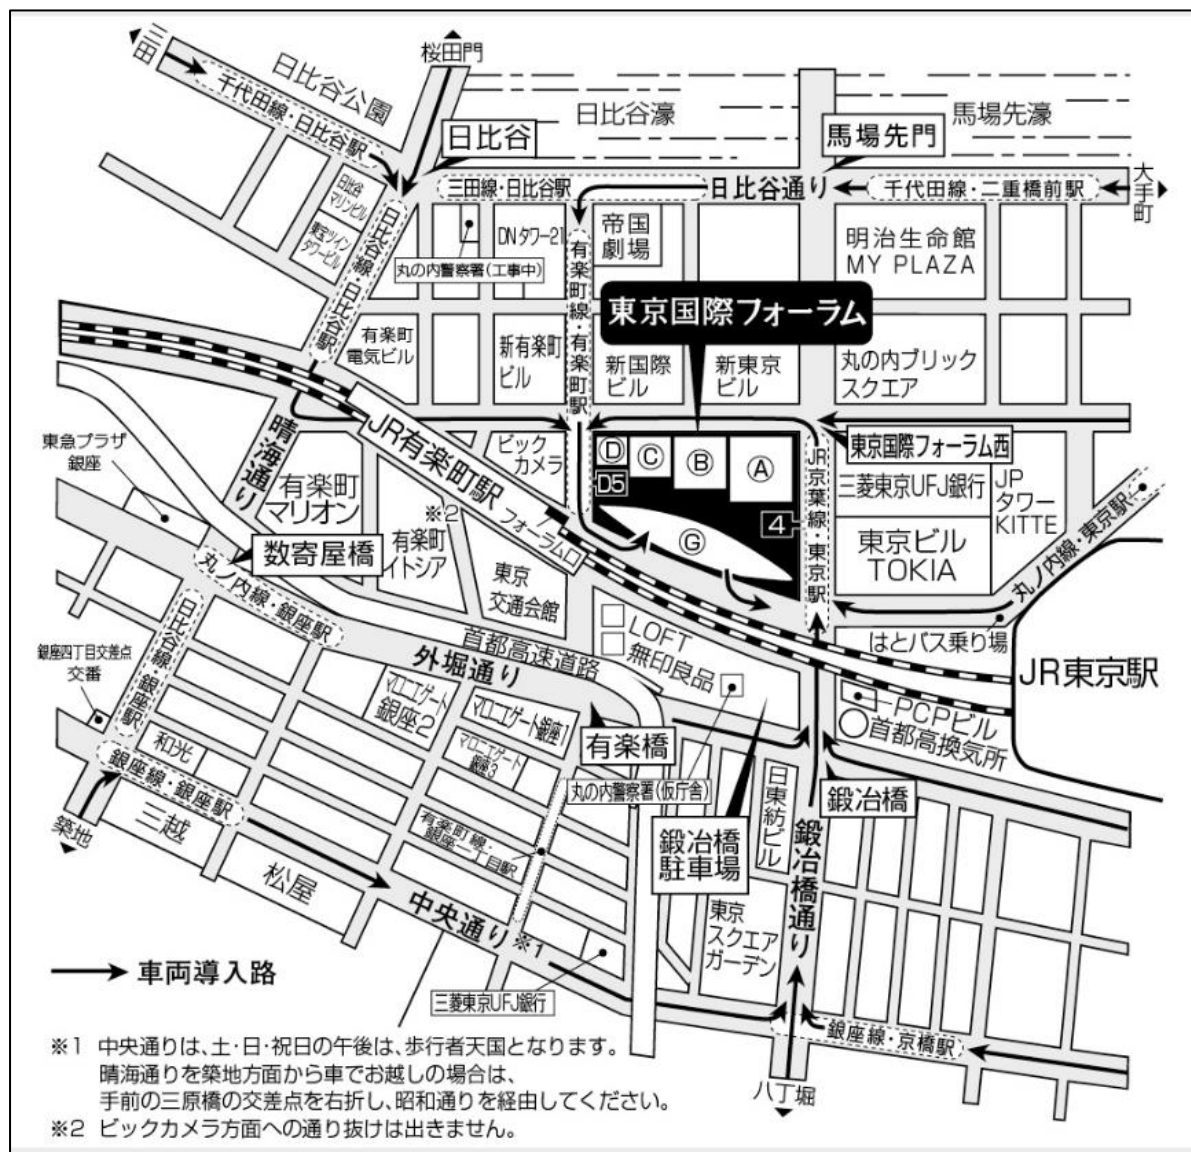 三田
桜田門
日比谷公園
千代田線・日比谷駅
日比谷濠
馬場先濠
日比谷
馬場先門
大手町
三田線・日比谷駅
日比谷通り
千代田線・二重橋前駅
日比谷
マリンビル
東宝ツイン
タワービル
日比谷線・日比谷駅
丸の内警察署(工事中)
DNタワー21
有楽町線・有楽町駅
帝国
劇場
明治生命館
MY PLAZA
東京国際フォーラム
有楽町
電気ビル
新有楽町
ビル
新国際
ビル
新東京
ビル
丸の内ブリック
スクエア
JR有楽町駅
フォーラム口
晴海通り
東急プラザ
銀座
有楽町
マリオン
ビック
カメラ
D
C
B
A
D5
G
4
JR京葉線・東京駅
東京国際フォーラム西
三菱東京UFJ銀行
JP
タワー
KITTE
東京ビル
TOKIA
丸ノ内線・東京駅
※2
有楽町
イトシア
数寄屋橋
丸ノ内線・銀座駅
東京
交通会館
首都高速道路
外堀通り
LOFT
無印良品
はとバス乗り場
JR東京駅
PCPビル
首都高換気所
日比谷線・銀座駅
銀座四丁目交差点
交番
マロニエゲート
銀座2
マロニエゲート銀座1
マロニエゲート
銀座3
有楽橋
和光
銀座線・銀座駅
三越
松屋
築地
丸の内警察署(仮庁舎)
有楽町線・
銀座一丁目駅
鍛冶橋
駐車場
日東紡ビル
鍛冶橋
鍛冶橋通り
中央通り※1
東京
スクエア
ガーデン
三菱東京UFJ銀行
銀座線・京橋駅
八丁堀
車両導入路
※1 中央通りは、土・日・祝日の午後は、歩行者天国となります。
晴海通りを築地方面から車でお越しの場合は、
手前の三原橋の交差点を右折し、昭和通りを経由してください。
※2 ビックカメラ方面への通り抜けは出きません。